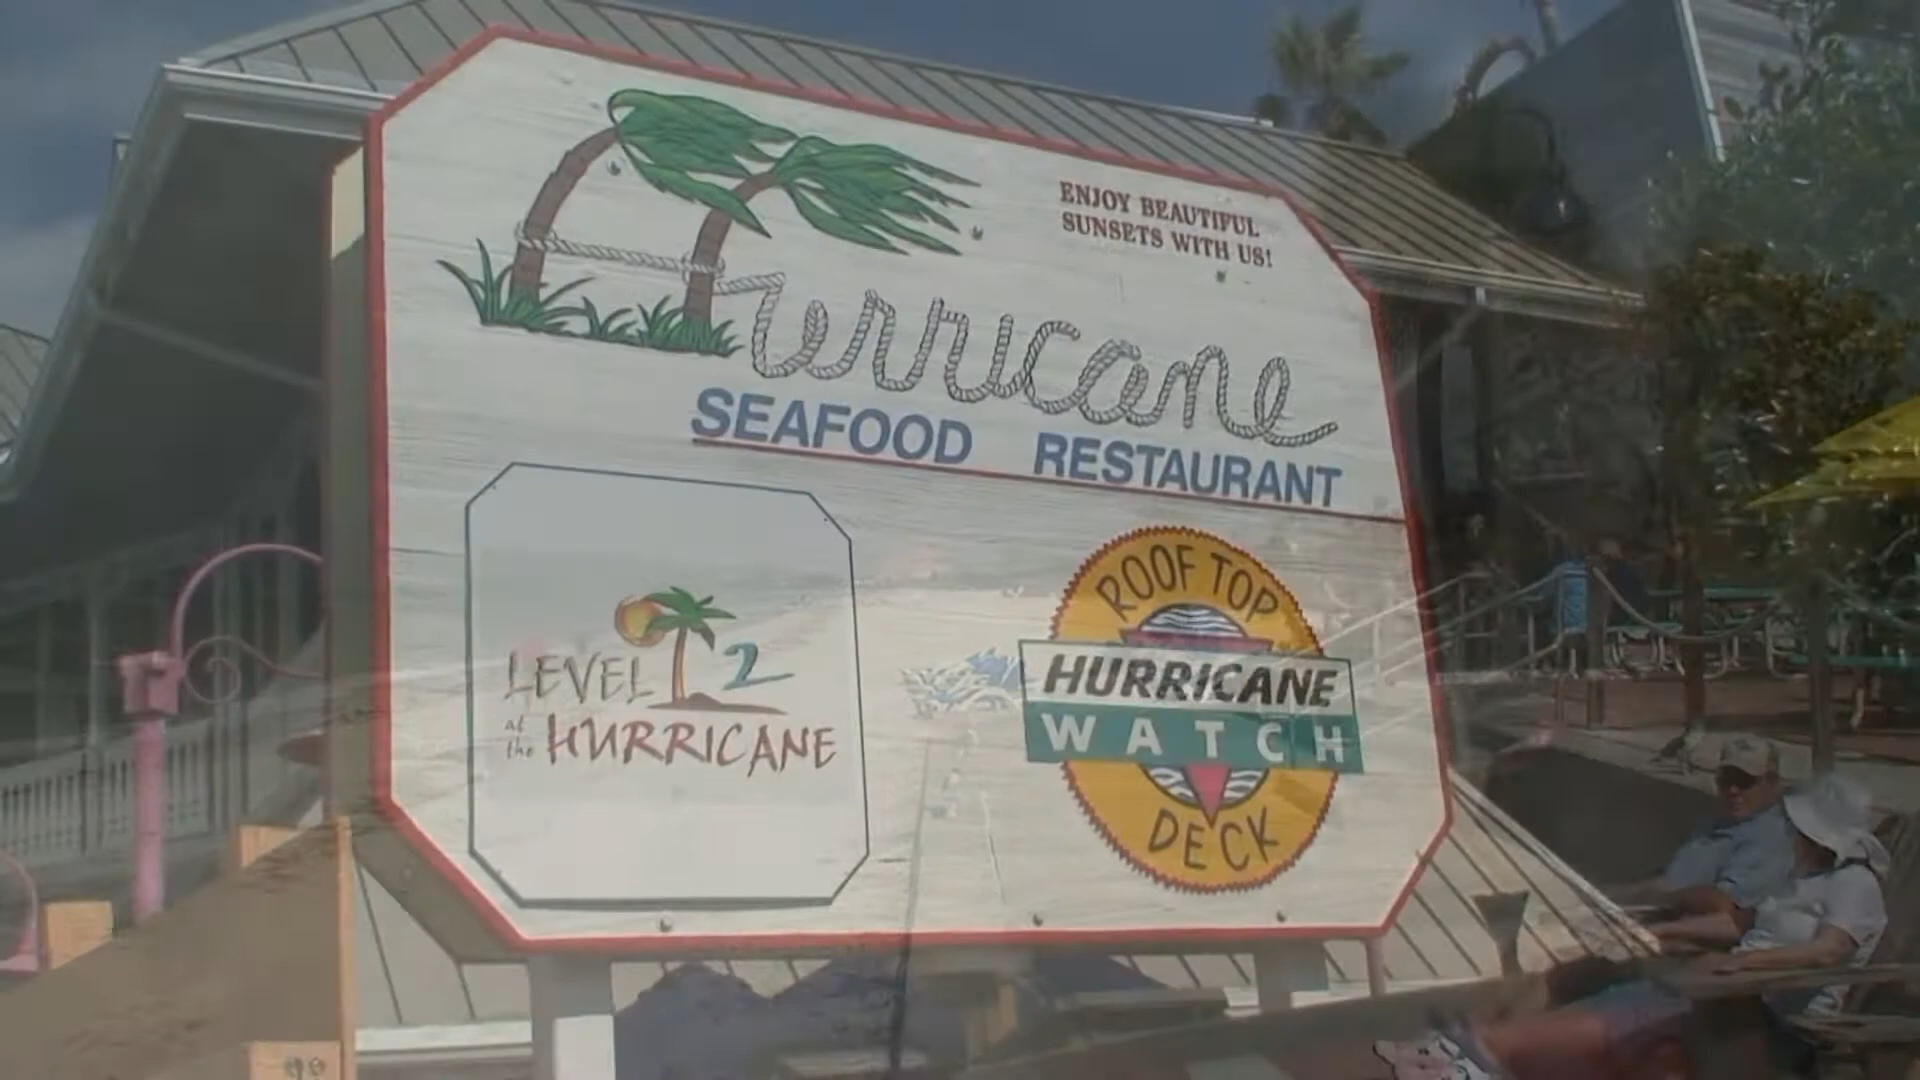 ENJOY BEAUTIFUL
SUNSETS WITH US!
Hurricane
SEAFOOD RESTAURANT
LEVEL 2
at the HURRICANE
ROOF TOP
HURRICANE
WATCH
DECK